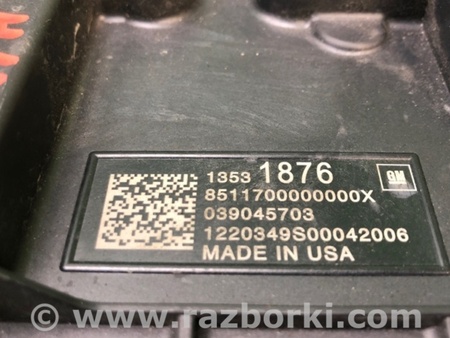 1353 1876 GM
8511700000000X
039045703
1220349S00042006
MADE IN USA
© www.razborki.com